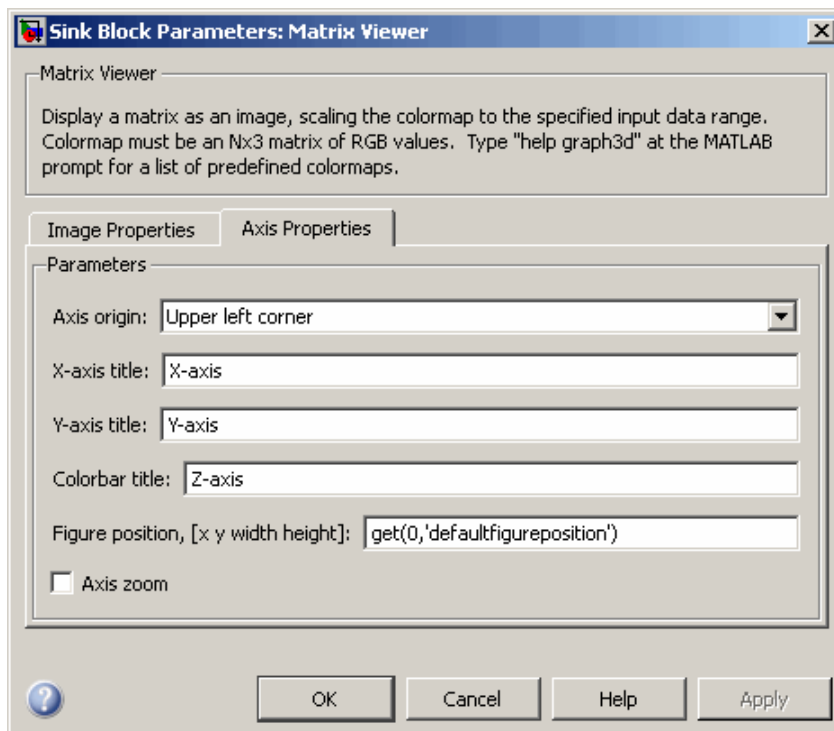 Sink Block Parameters: Matrix Viewer
Matrix Viewer
Display a matrix as an image, scaling the colormap to the specified input data range.
Colormap must be an Nx3 matrix of RGB values.  Type "help graph3d" at the MATLAB
prompt for a list of predefined colormaps.
Image Properties Axis Properties
Parameters
Axis origin: Upper left corner
X-axis title: X-axis
Y-axis title: Y-axis
Colorbar title: Z-axis
Figure position, [x y width height]: get(0,'defaultfigureposition')
Axis zoom
? OK Cancel Help Apply